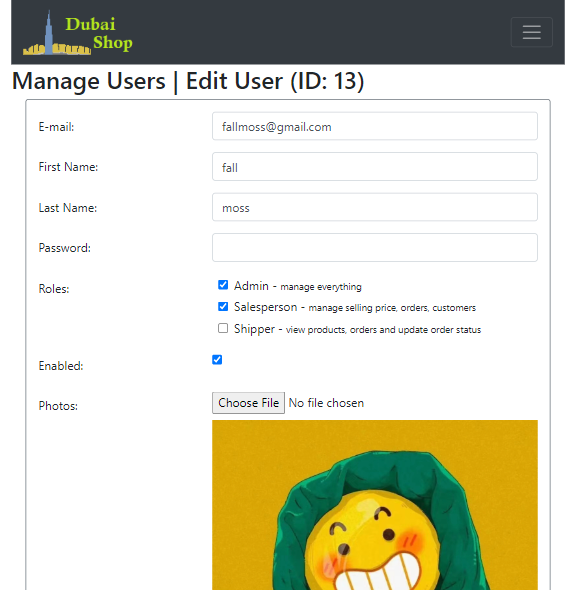 Dubai
Shop
Manage Users | Edit User (ID: 13)
E-mail:
fallmoss@gmail.com
First Name:
fall
Last Name:
moss
Password:
Roles:
Admin - manage everything
Salesperson - manage selling price, orders, customers
Shipper - view products, orders and update order status
Enabled:
Photos:
Choose File No file chosen